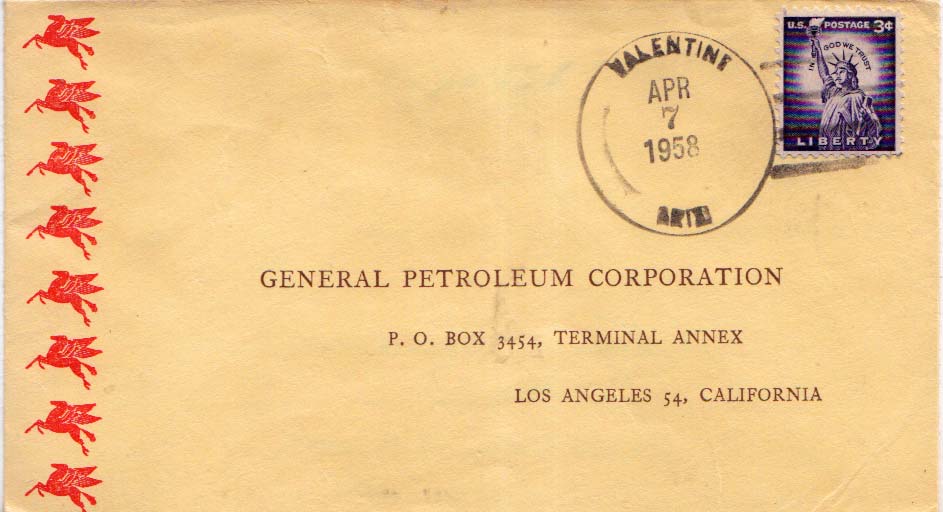 U.S. POSTAGE 3¢
IN GOD WE TRUST
LIBERTY
VALENTINE
APR
7
1958
ARIZ
GENERAL PETROLEUM CORPORATION
P. O. BOX 3454, TERMINAL ANNEX
LOS ANGELES 54, CALIFORNIA